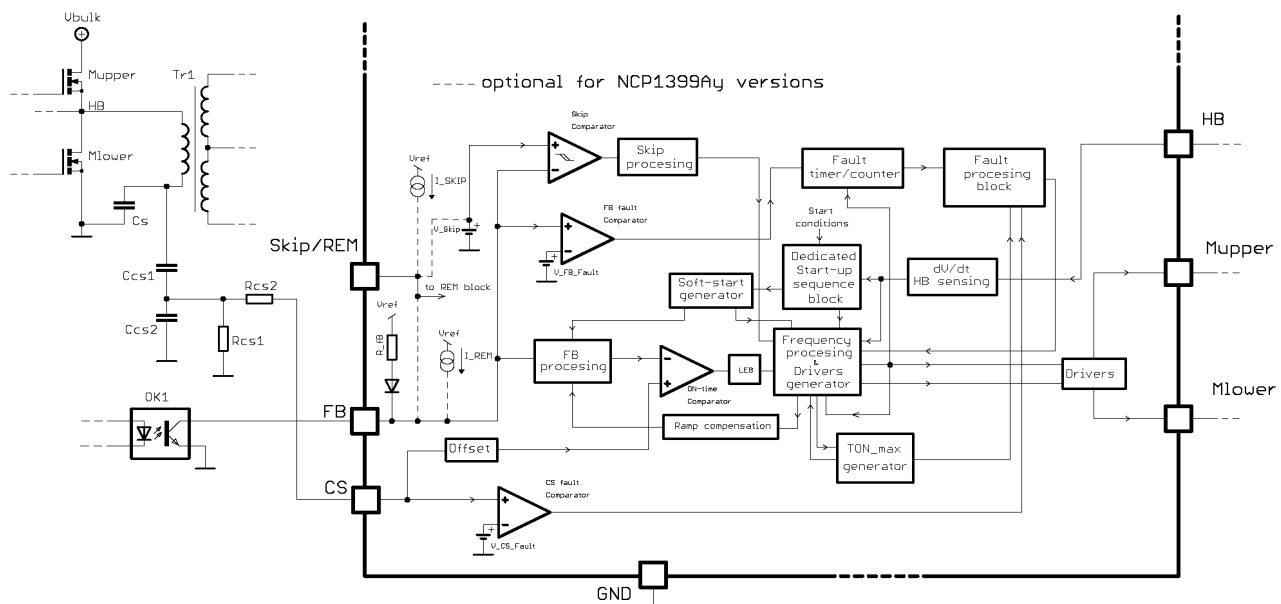 Vbulk
Mupper
Tr1
HB
Mlower
Cs
Ccs1
Rcs2
Ccs2
Rcs1
OK1
---- optional for NCP1399Ay versions
Skip/REM
FB
CS
GND
HB
Mupper
Mlower
Vref
I_SKIP
V_Skip
to REM block
Vref
R_fB
Vref
I_REM
Skip
Comparator
Skip
procesing
FB fault
Comparator
V_FB_Fault
Fault
timer/counter
Fault
procesing
block
Start
conditions
Dedicated
Start-up
sequence
block
dV/dt
HB sensing
Soft-start
generator
FB
procesing
ON-time
Comparator
LEB
Frequency
procesing
&
Drivers
generator
Drivers
Ramp compensation
Offset
TON_max
generator
CS fault
Comparator
V_CS_Fault